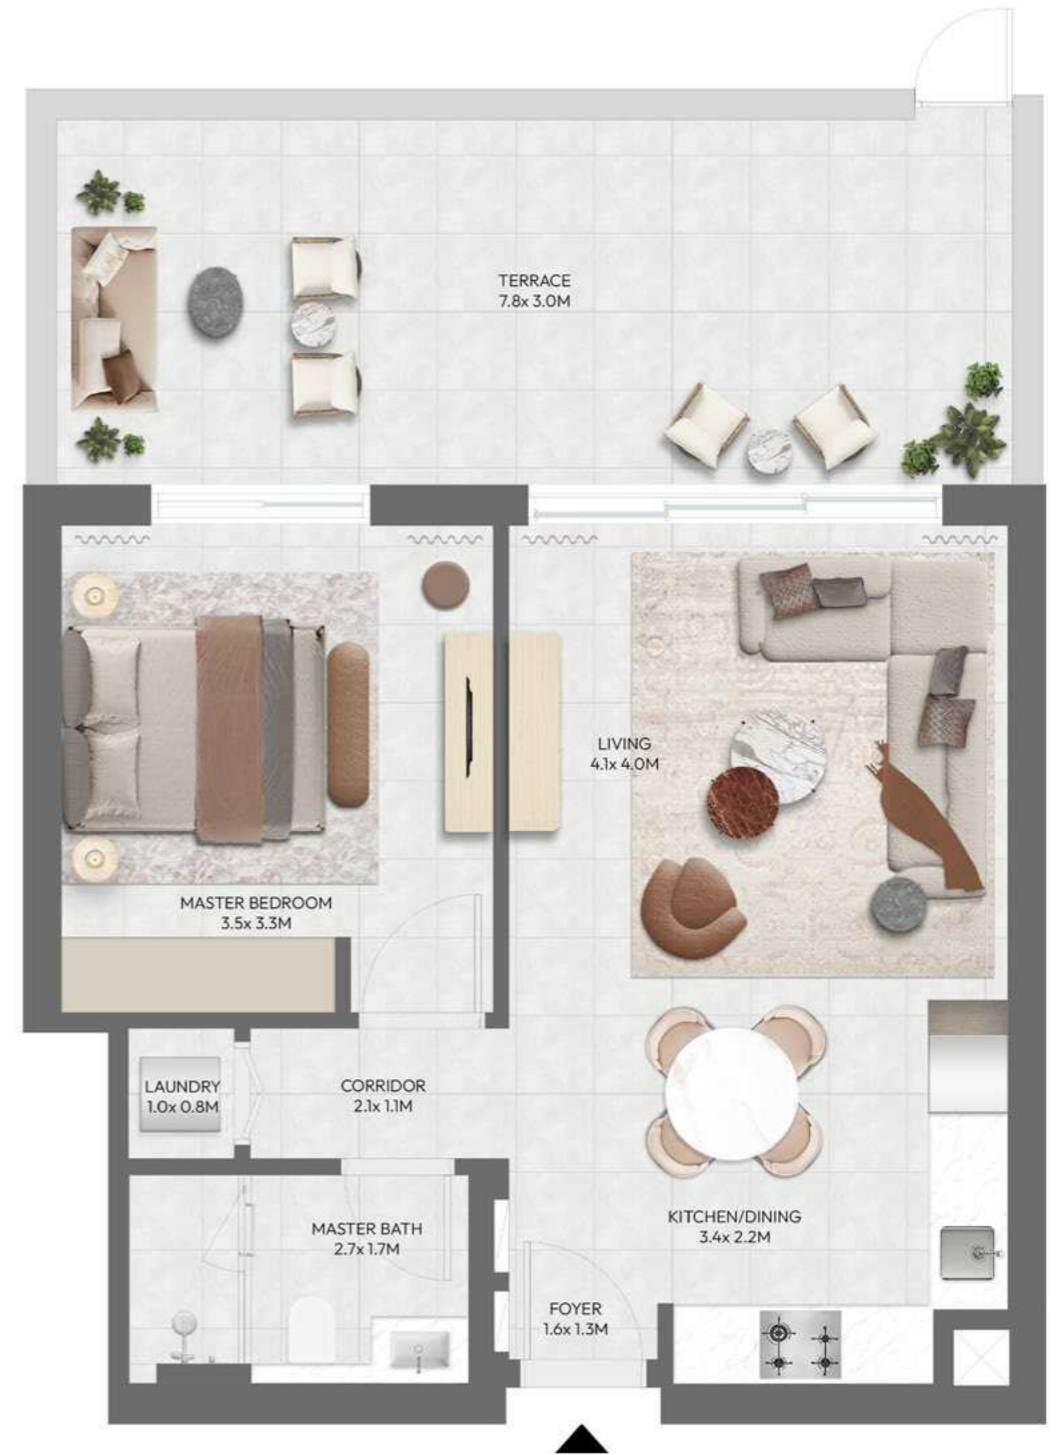 TERRACE
7.8x 3.0M
LIVING
4.1x 4.0M
MASTER BEDROOM
3.5x 3.3M
LAUNDRY
1.0x 0.8M
CORRIDOR
2.1x 1.1M
MASTER BATH
2.7x 1.7M
KITCHEN/DINING
3.4x 2.2M
FOYER
1.6x 1.3M